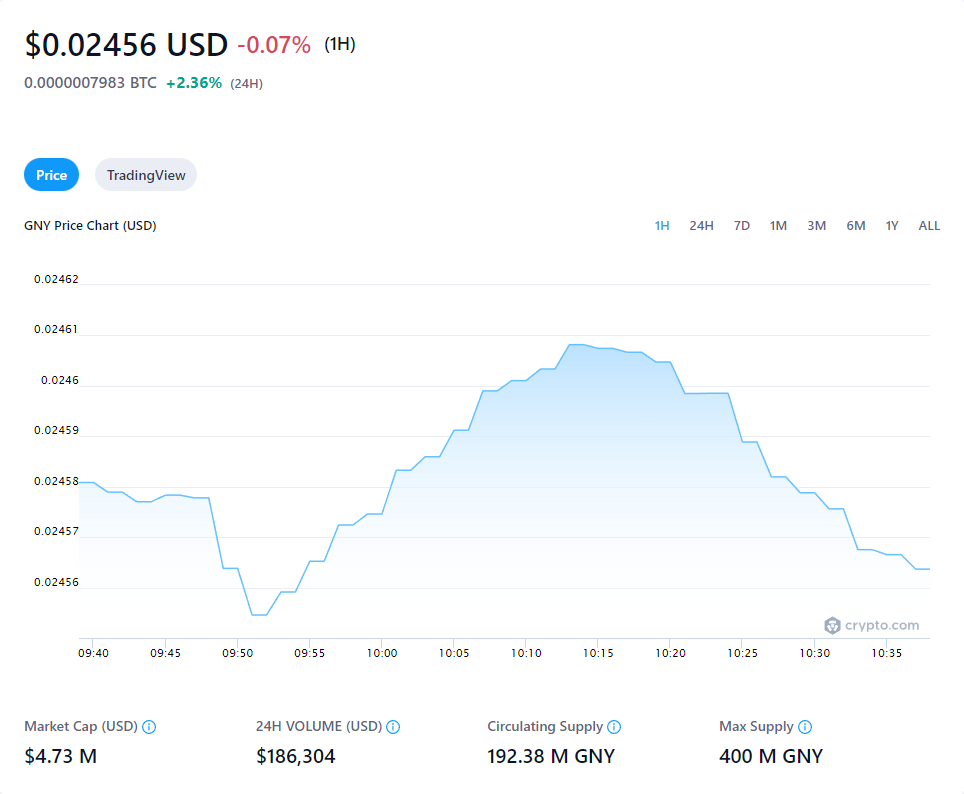 $0.02456 USD -0.07% (1H)
0.0000007983 BTC +2.36% (24H)
Price TradingView
GNY Price Chart (USD) 1H 24H 7D 1M 3M 6M 1Y ALL
0.02462
0.02461
0.0246
0.02459
0.02458
0.02457
0.02456
crypto.com
09:40 09:45 09:50 09:55 10:00 10:05 10:10 10:15 10:20 10:25 10:30 10:35
Market Cap (USD) 24H VOLUME (USD) Circulating Supply Max Supply
$4.73 M $186,304 192.38 M GNY 400 M GNY